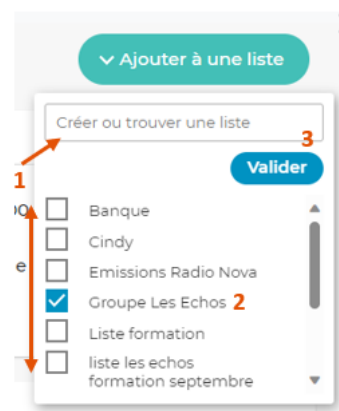 Ajouter à une liste
Créer ou trouver une liste
3
Valider
1
Banque
Cindy
e
Emissions Radio Nova
Groupe Les Echos 2
Liste formation
liste les echos
formation septembre